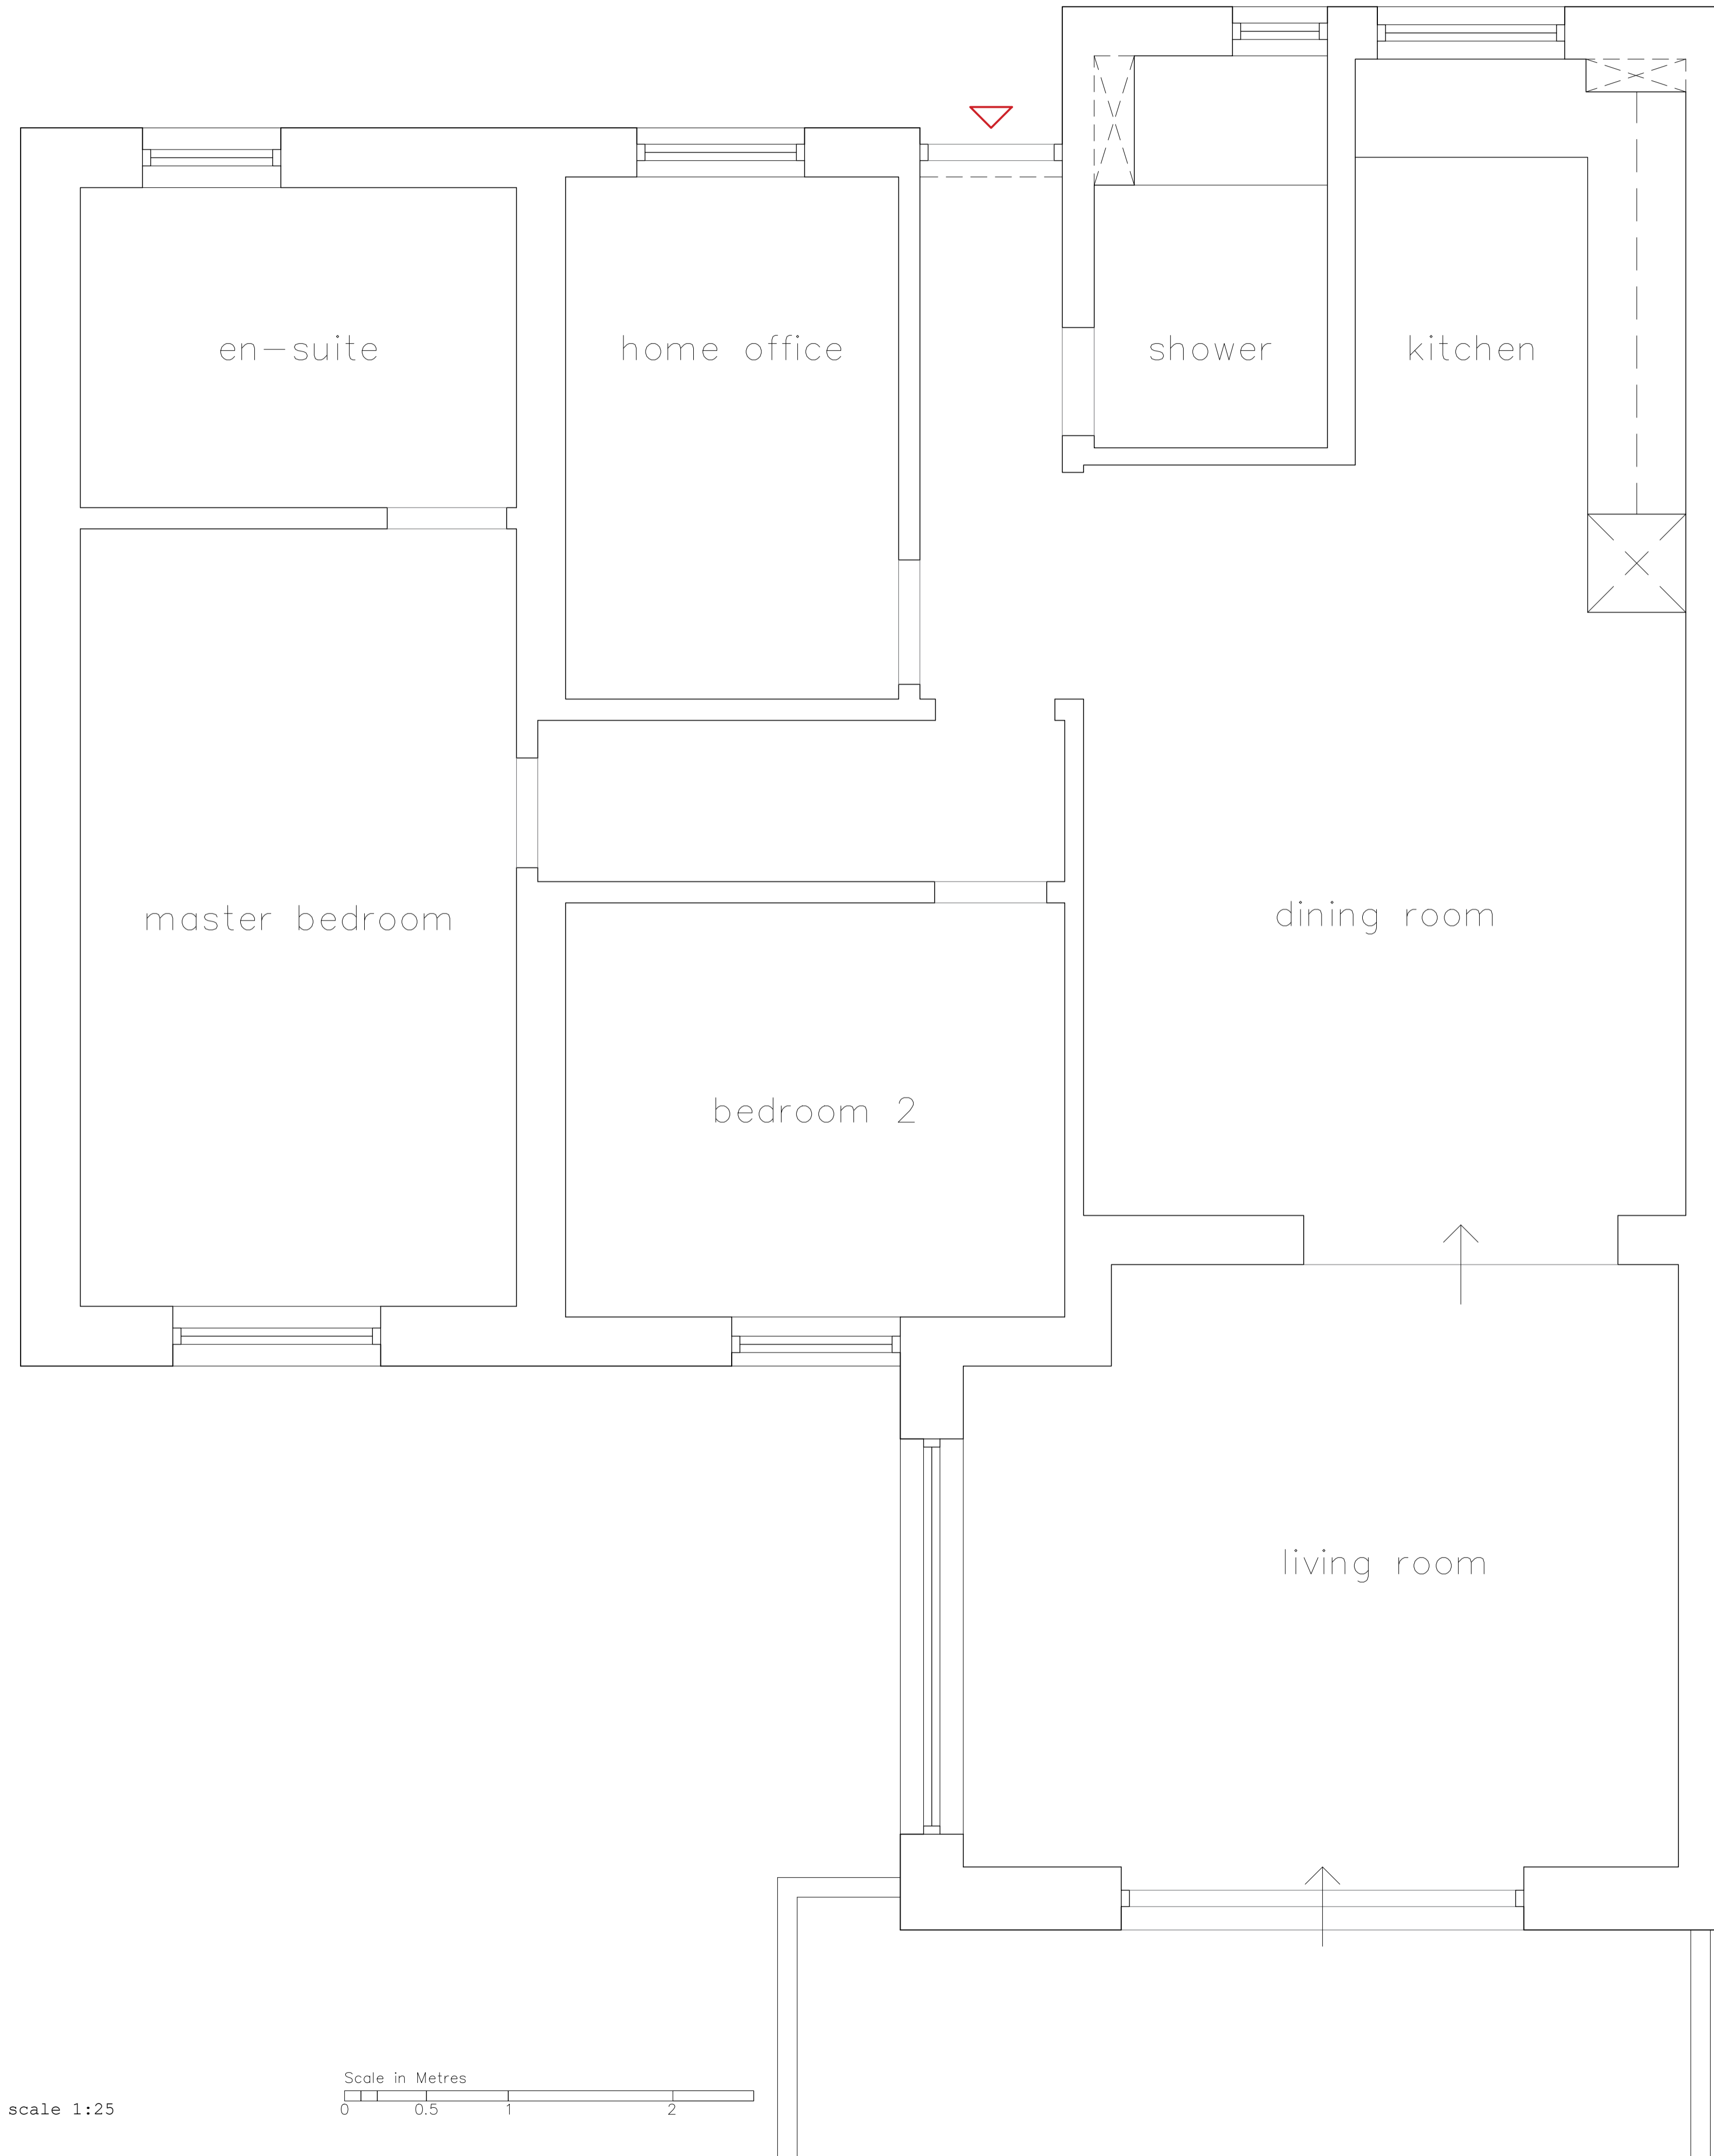 en-suite
home office
shower
kitchen
master bedroom
dining room
bedroom 2
living room
Scale in Metres
0 0.5 1 2
scale 1:25